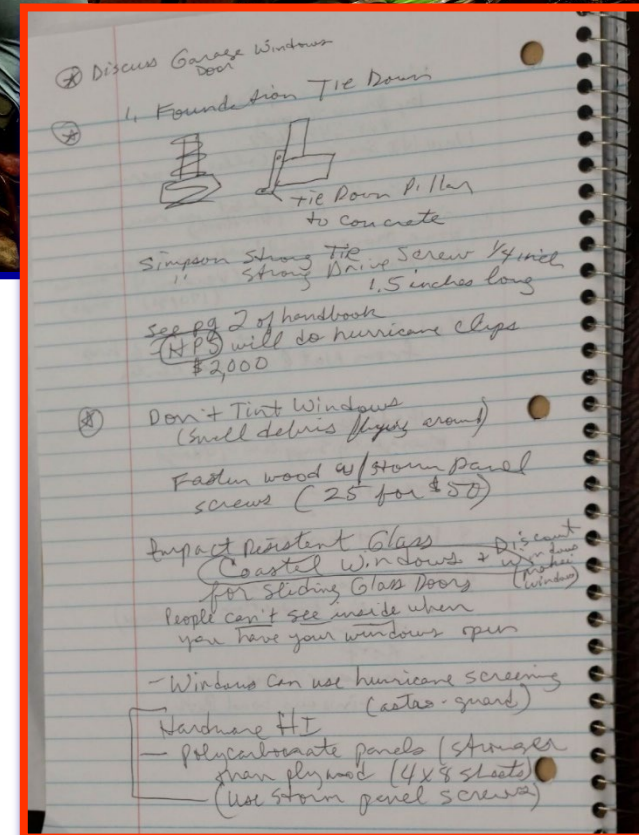 Discuss Garage Windows
Door
1. Foundation Tie Down
Tie Down Pillar
to concrete
Simpson Strong Tie Screw 1/4 inch
" Strong Drive 1.5 inches long
see pg 2 of handbook
- HPS will do hurricane clips
$2,000
Don't Tint Windows
(small debris flying around)
Fasten wood w/ storm panel
screws (25 for $50)
Impact Resistent Glass
Coastal Windows + Discount
windows
for Sliding Glass Doors
windows)
People can't see inside when
you have your windows open
- Windows can use hurricane screening
(astro-guard)
Hardware HI
- polycarbonate panels (stronger
than plywood (4x8 sheets)
(use storm panel screws)